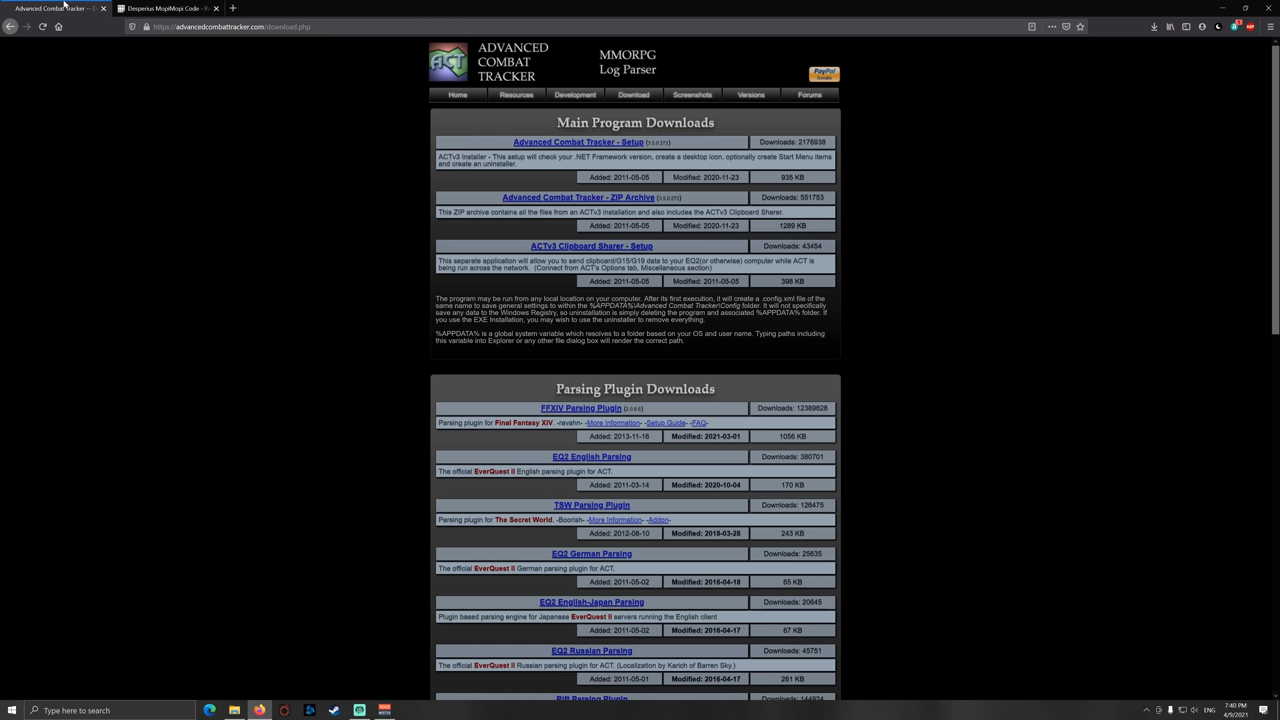 Advanced Combat Tracker -- D
Desperius MopiMopi Code - P
https://advancedcombattracker.com/download.php
ADVANCED
COMBAT
TRACKER
MMORPG
Log Parser
ACT
PayPal
Donate
Home Resources Development Download Screenshots Versions Forums
Main Program Downloads
Advanced Combat Tracker - Setup (3.5.0.273) Downloads: 2176938
ACTv3 Installer - This setup will check your .NET Framework version, create a desktop icon, optionally create Start Menu items
and create an uninstaller.
Added: 2011-05-05 Modified: 2020-11-23 935 KB
Advanced Combat Tracker - ZIP Archive (3.5.0.273) Downloads: 551753
This ZIP archive contains all the files from an ACTv3 installation and also includes the ACTv3 Clipboard Sharer.
Added: 2011-05-05 Modified: 2020-11-23 1289 KB
ACTv3 Clipboard Sharer - Setup Downloads: 43454
This separate application will allow you to send clipboard/G15/G19 data to your EQ2(or otherwise) computer while ACT is
being run across the network. (Connect from ACT's Options tab, Miscellaneous section)
Added: 2011-05-05 Modified: 2011-05-05 398 KB
The program may be run from any local location on your computer. After its first execution, it will create a .config.xml file of the
same name to save general settings to within the %APPDATA%\Advanced Combat Tracker\Config folder. It will not specifically
save any data to the Windows Registry, so uninstallation is simply deleting the program and associated %APPDATA% folder. If
you use the EXE Installation, you may wish to use the uninstaller to remove everything.
%APPDATA% is a global system variable which resolves to a folder based on your OS and user name. Typing paths including
this variable into Explorer or any other file dialog box will render the correct path.
Parsing Plugin Downloads
FFXIV Parsing Plugin (2.0.8.0) Downloads: 12389628
Parsing plugin for Final Fantasy XIV. -ravahn- -More Information- -Setup Guide- -FAQ-
Added: 2013-11-16 Modified: 2021-03-01 1056 KB
EQ2 English Parsing Downloads: 380701
The official EverQuest II English parsing plugin for ACT.
Added: 2011-03-14 Modified: 2020-10-04 170 KB
TSW Parsing Plugin Downloads: 126475
Parsing plugin for The Secret World. -Boorish- -More Information- -Addon-
Added: 2012-08-10 Modified: 2018-03-28 243 KB
EQ2 German Parsing Downloads: 25635
The official EverQuest II German parsing plugin for ACT.
Added: 2011-05-02 Modified: 2016-04-18 65 KB
EQ2 English-Japan Parsing Downloads: 20645
Plugin based parsing engine for Japanese EverQuest II servers running the English client
Added: 2011-05-02 Modified: 2016-04-17 67 KB
EQ2 Russian Parsing Downloads: 45751
The official EverQuest II Russian parsing plugin for ACT. (Localization by Karich of Barren Sky.)
Added: 2011-05-01 Modified: 2016-04-17 261 KB
Rift Parsing Plugin Downloads: 144924
Type here to search
ENG
7:40 PM
4/9/2021